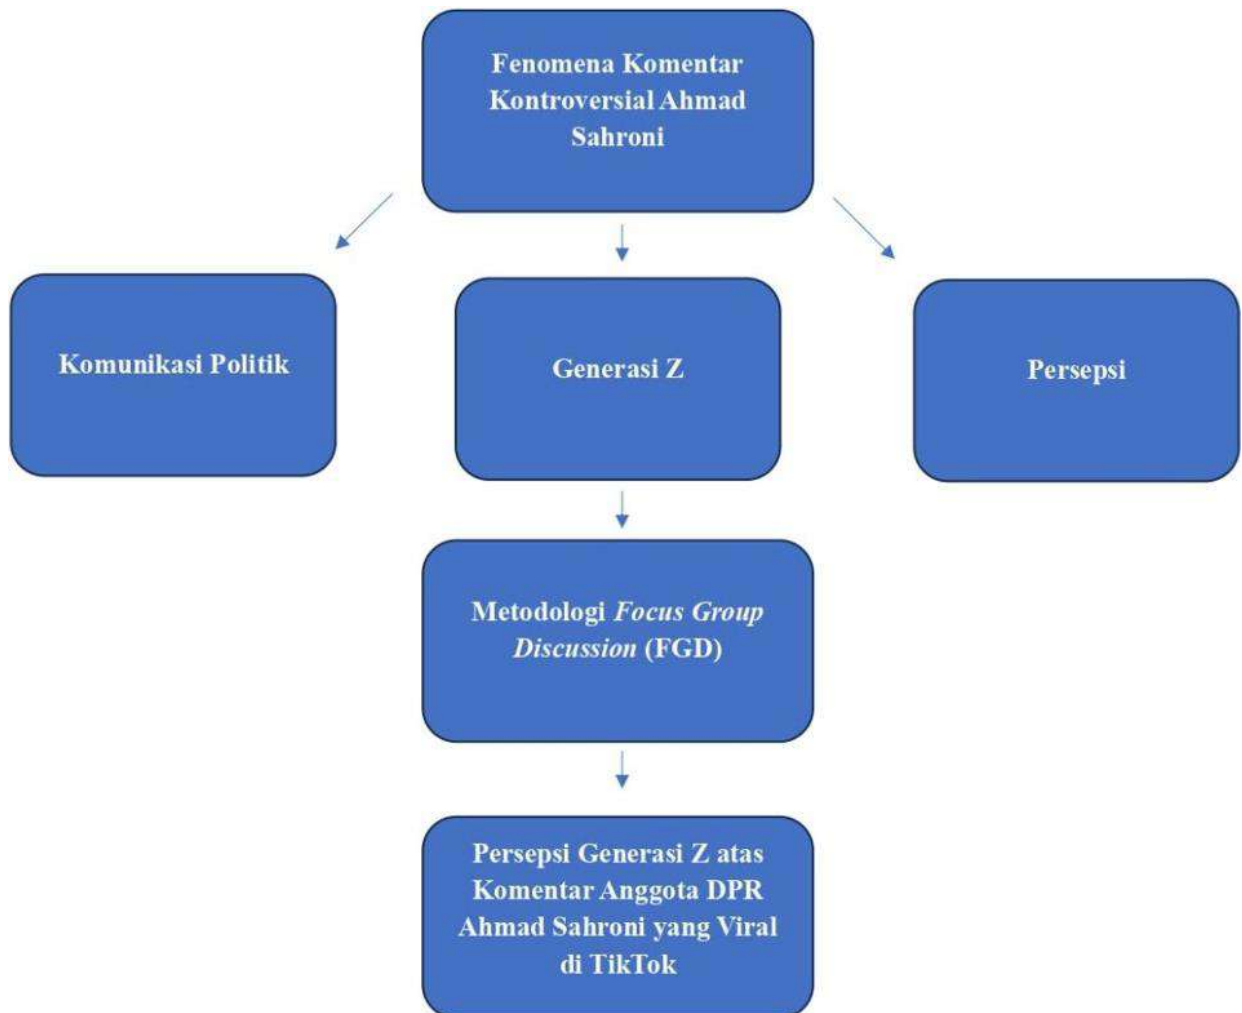 Fenomena Komentar
Kontroversial Ahmad
Sahroni
Komunikasi Politik
Generasi Z
Persepsi
Metodologi Focus Group
Discussion (FGD)
Persepsi Generasi Z atas
Komentar Anggota DPR
Ahmad Sahroni yang Viral
di TikTok